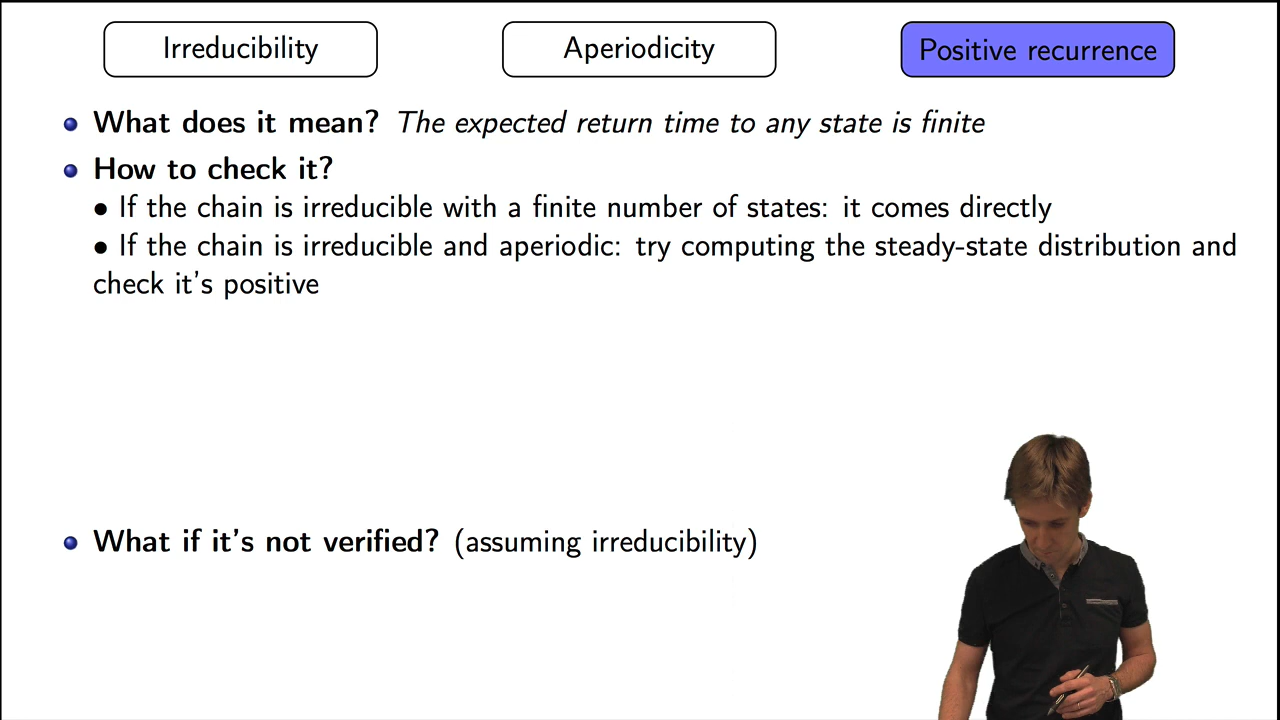 Irreducibility
Aperiodicity
Positive recurrence
What does it mean? The expected return time to any state is finite
How to check it?
• If the chain is irreducible with a finite number of states: it comes directly
• If the chain is irreducible and aperiodic: try computing the steady-state distribution and
check it's positive
What if it's not verified? (assuming irreducibility)